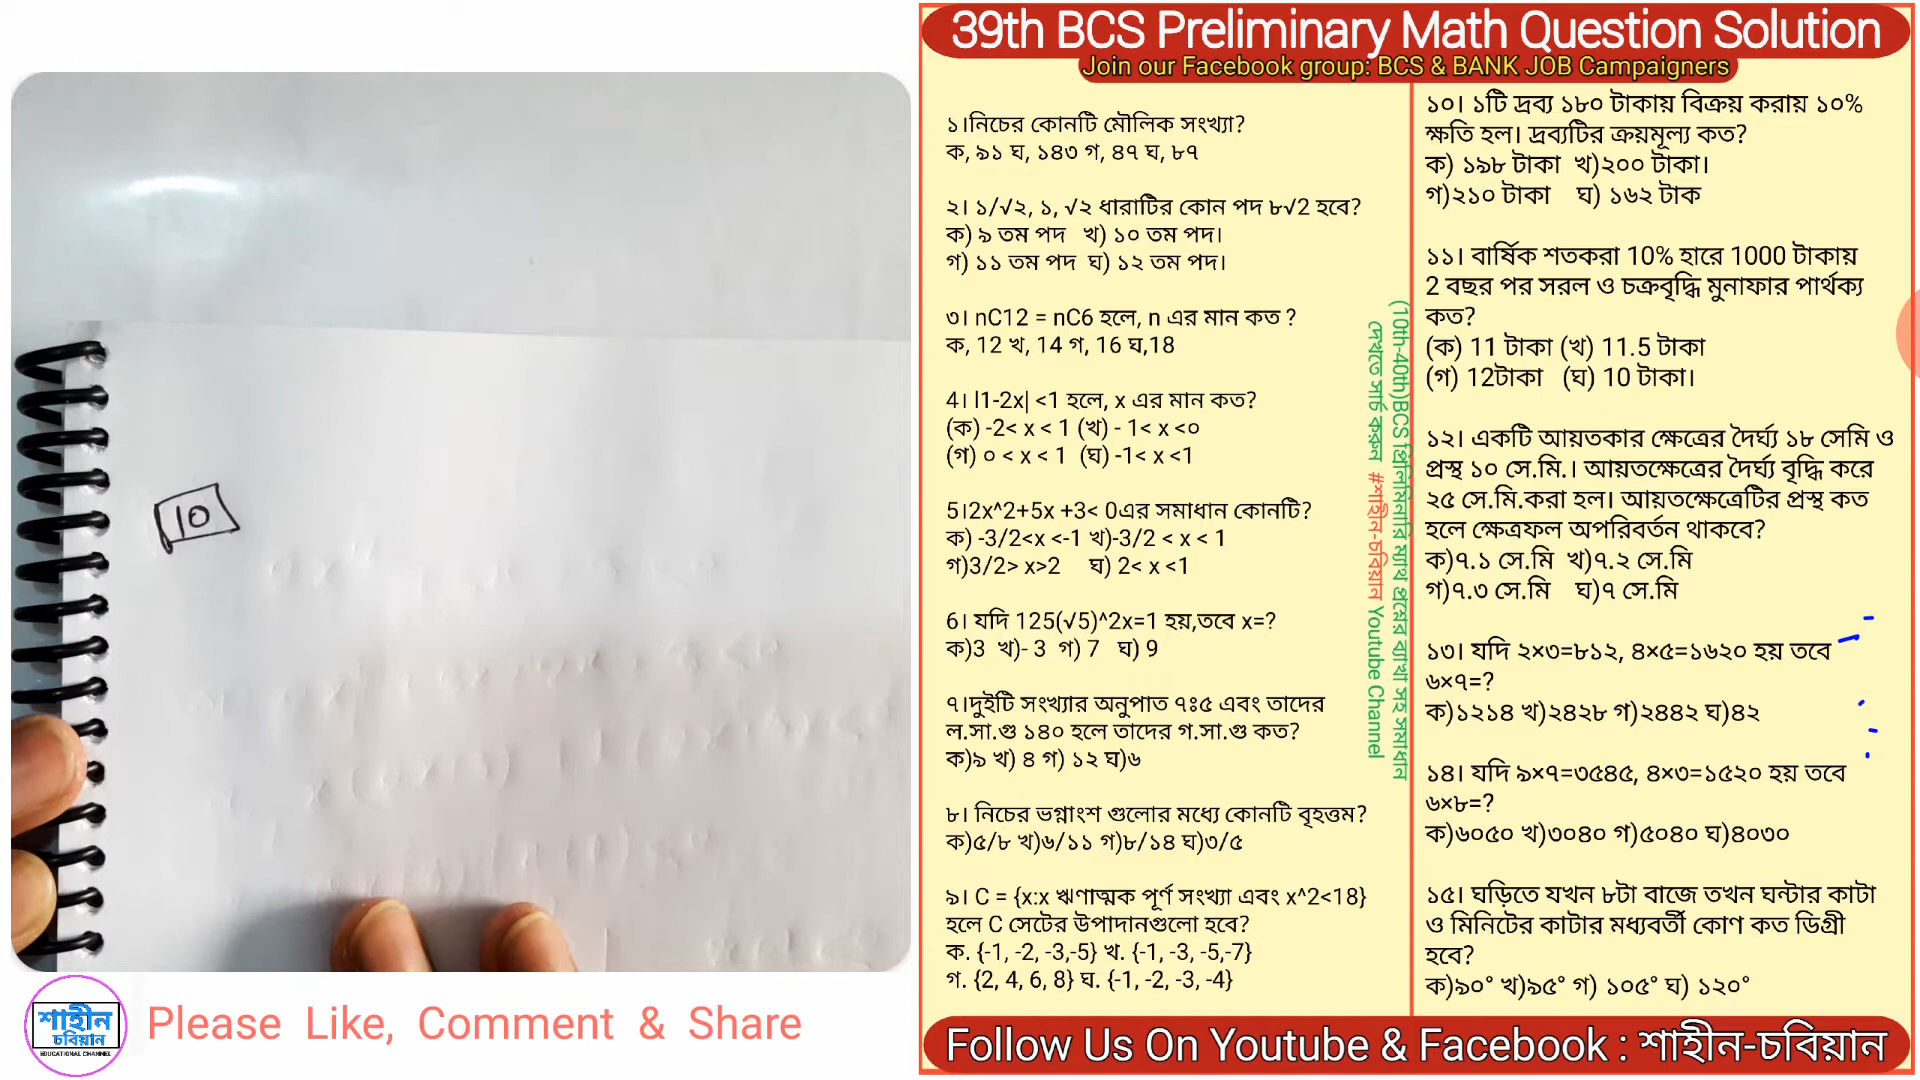 39th BCS Preliminary Math Question Solution
Join our Facebook group: BCS & BANK JOB Campaigners
10
১।নিচের কোনটি মৌলিক সংখ্যা?
ক, ৯১ ঘ, ১৪৩ গ, ৪৭ ঘ, ৮৭
২। ১/√২, ১, √২ ধারাটির কোন পদ ৮√2 হবে?
ক) ৯ তম পদ খ) ১০ তম পদ।
গ) ১১ তম পদ ঘ) ১২ তম পদ।
৩। nC12 = nC6 হলে, n এর মান কত ?
ক, 12 খ, 14 গ, 16 ঘ,18
4। l1-2x| <1 হলে, x এর মান কত?
(ক) -2< x < 1 (খ) - 1< x <০
(গ) ০ < x < 1 (ঘ) -1< x <1
5।2x^2+5x +3< 0এর সমাধান কোনটি?
ক) -3/2<x <-1 খ)-3/2 < x < 1
গ)3/2> x>2 ঘ) 2< x <1
6। যদি 125(√5)^2x=1 হয়,তবে x=?
ক)3 খ)- 3 গ) 7 ঘ) 9
৭।দুইটি সংখ্যার অনুপাত ৭ঃ৫ এবং তাদের
ল.সা.গু ১৪০ হলে তাদের গ.সা.গু কত?
ক)৯ খ) ৪ গ) ১২ ঘ)৬
৮। নিচের ভগ্নাংশ গুলোর মধ্যে কোনটি বৃহত্তম?
ক)৫/৮ খ)৬/১১ গ)৮/১৪ ঘ)৩/৫
৯। C = {x:x ঋণাত্মক পূর্ণ সংখ্যা এবং x^2<18}
হলে C সেটের উপাদানগুলো হবে?
ক. {-1, -2, -3,-5} খ. {-1, -3, -5,-7}
গ. {2, 4, 6, 8} ঘ. {-1, -2, -3, -4}
(10th-40th)BCS প্রিলিমিনারি ম্যাথ প্রশ্নের ব্যাখা সহ সমাধান
দেখতে সার্চ করুন #শাহীন-চবিয়ান Youtube Channel
১০। ১টি দ্রব্য ১৮০ টাকায় বিক্রয় করায় ১০%
ক্ষতি হল। দ্রব্যটির ক্রয়মূল্য কত?
ক) ১৯৮ টাকা খ)২০০ টাকা।
গ)২১০ টাকা ঘ) ১৬২ টাক
১১। বার্ষিক শতকরা 10% হারে 1000 টাকায়
2 বছর পর সরল ও চক্রবৃদ্ধি মুনাফার পার্থক্য
কত?
(ক) 11 টাকা (খ) 11.5 টাকা
(গ) 12টাকা (ঘ) 10 টাকা।
১২। একটি আয়তকার ক্ষেত্রের দৈর্ঘ্য ১৮ সেমি ও
প্রস্থ ১০ সে.মি.। আয়তক্ষেত্রের দৈর্ঘ্য বৃদ্ধি করে
২৫ সে.মি.করা হল। আয়তক্ষেত্রেটির প্রস্থ কত
হলে ক্ষেত্রফল অপরিবর্তন থাকবে?
ক)৭.১ সে.মি খ)৭.২ সে.মি
গ)৭.৩ সে.মি ঘ)৭ সে.মি
১৩। যদি ২×৩=৮১২, ৪×৫=১৬২০ হয় তবে
৬×৭=?
ক)১২১৪ খ)২৪২৮ গ)২৪৪২ ঘ)৪২
১৪। যদি ৯×৭=৩৫৪৫, ৪×৩=১৫২০ হয় তবে
৬×৮=?
ক)৬০৫০ খ)৩০৪০ গ)৫০৪০ ঘ)৪০৩০
১৫। ঘড়িতে যখন ৮টা বাজে তখন ঘন্টার কাটা
ও মিনিটের কাটার মধ্যবর্তী কোণ কত ডিগ্রী
হবে?
ক)৯০° খ)৯৫° গ) ১০৫° ঘ) ১২০°
শাহীন
চবিয়ান
EDUCATIONAL CHANNEL
Please Like, Comment & Share
Follow Us On Youtube & Facebook : শাহীন-চবিয়ান